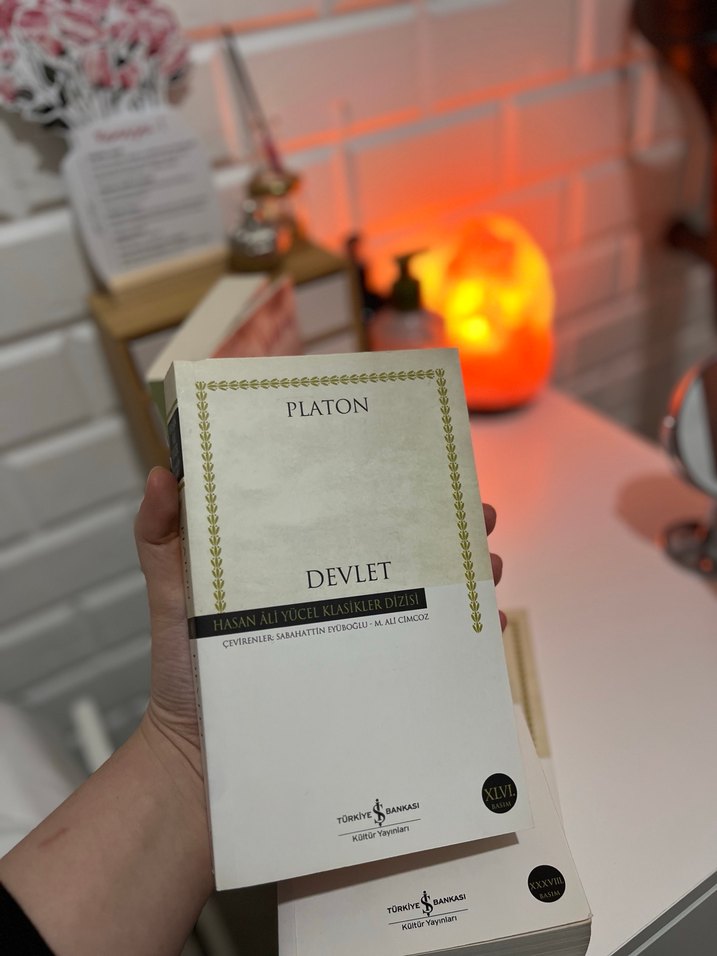 PLATON
DEVLET
HASAN ÂLİ YÜCEL KLASİKLER DİZİSİ
ÇEVİRENLER: SABAHATTİN EYÜBOĞLU - M. ALİ CİMCOZ
XLVI.
BASIM
TÜRKİYE İŞ BANKASI
Kültür Yayınları
XXXVIII.
BASIM
TÜRKİYE İŞ BANKASI
Kültür Yayınları